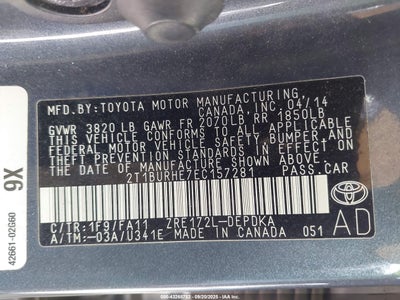 MFD.BY:TOYOTA MOTOR MANUFACTURING
CANADA, INC. 04/14
GVWR 3820 LB GAWR FR 2020LB RR 1850LB
THIS VEHICLE CONFORMS TO ALL APPLICABLE
FEDERAL MOTOR VEHICLE SAFETY, BUMPER, AND
THEFT PREVENTION STANDARDS IN EFFECT ON
THE DATE OF MANUFACTURE SHOWN ABOVE.
2T1BURHE7EC157281 PASS.CAR
C/TR:1F9/FA11 ZRE172L-DEPDKA
A/TM:-03A/U341E MADE IN CANADA 051
AD
TOYOTA
9X
42661-02B60